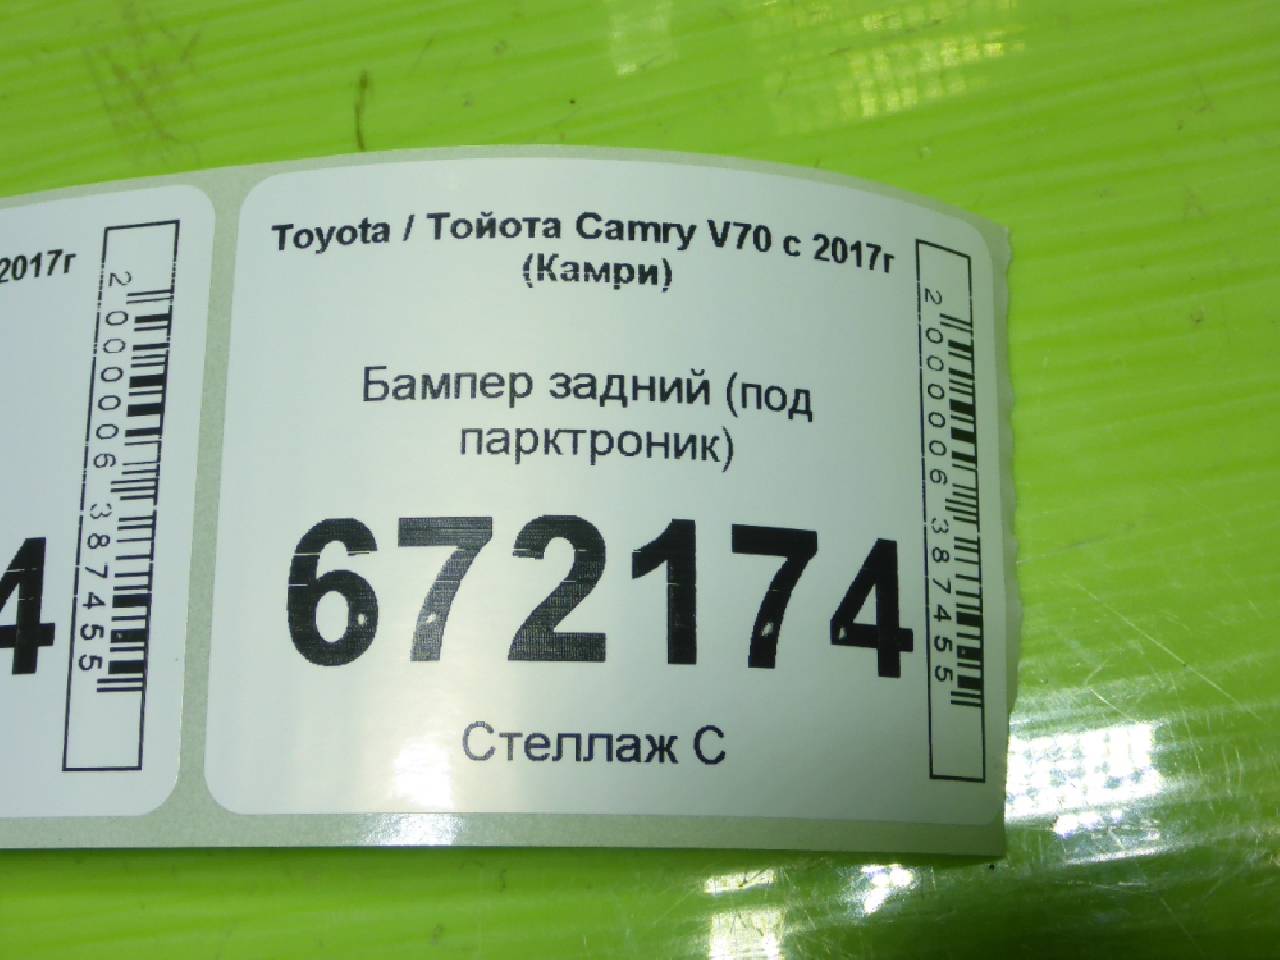 2017г
4
2000006387455
Toyota / Тойота Camry V70 с 2017г
(Камри)
Бампер задний (под
парктроник)
672174
Стеллаж С
2000006387455